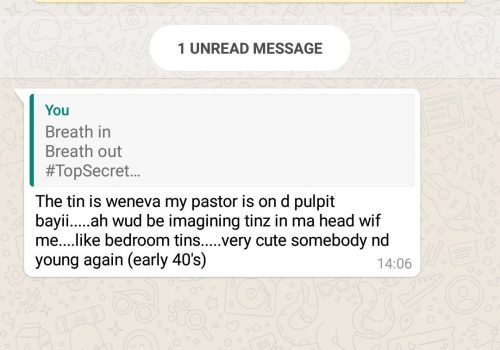 1 UNREAD MESSAGE
You
Breath in
Breath out
#TopSecret...
The tin is weneva my pastor is on d pulpit
bayii.....ah wud be imagining tinz in ma head wif
me....like bedroom tins.....very cute somebody nd
young again (early 40's)
14:06